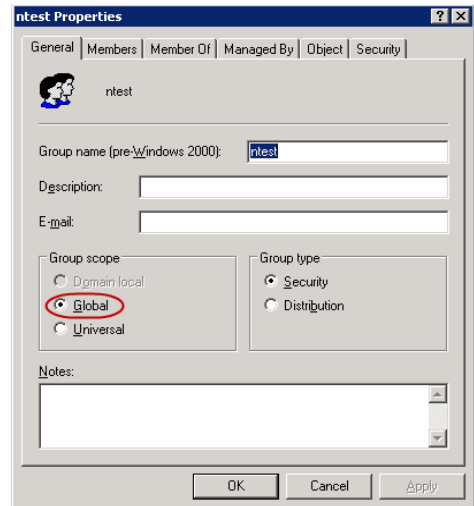 ntest Properties
General Members Member Of Managed By Object Security
ntest
Group name (pre-Windows 2000): ntest
Description:
E-mail:
Group scope Group type
Domain local Security
Global Distribution
Universal
Notes:
OK Cancel Apply